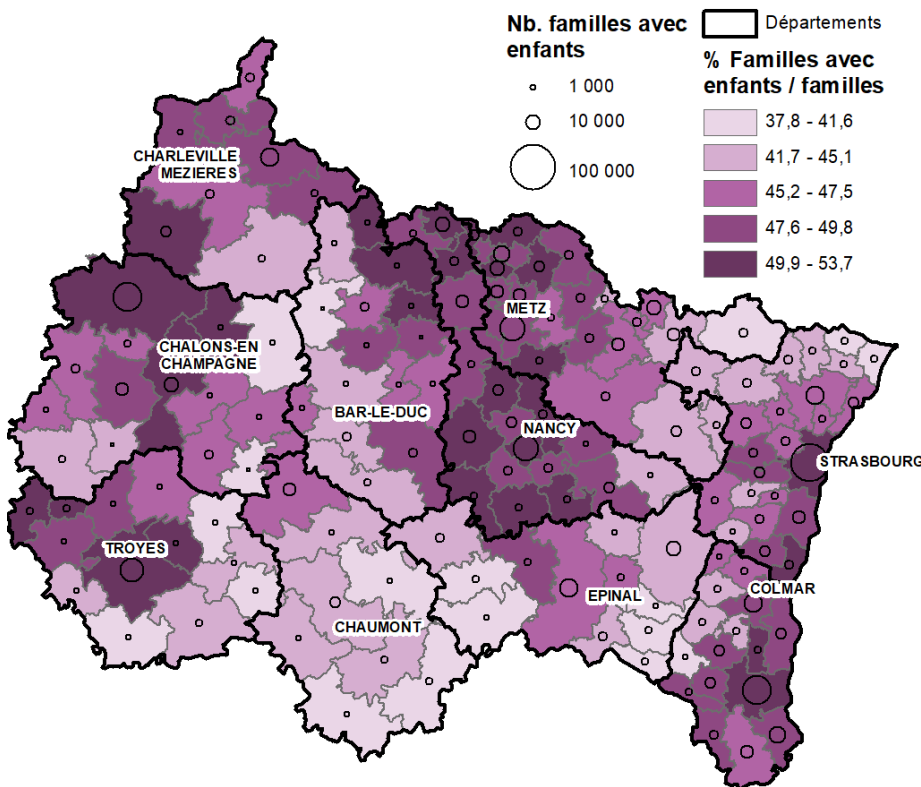 Nb. familles avec
enfants
1 000
10 000
100 000
Départements
% Familles avec
enfants / familles
37,8 - 41,6
41,7 - 45,1
45,2 - 47,5
47,6 - 49,8
49,9 - 53,7
CHARLEVILLE
MEZIERES
CHALONS-EN
CHAMPAGNE
METZ
BAR-LE-DUC
NANCY
STRASBOURG
TROYES
EPINAL
COLMAR
CHAUMONT